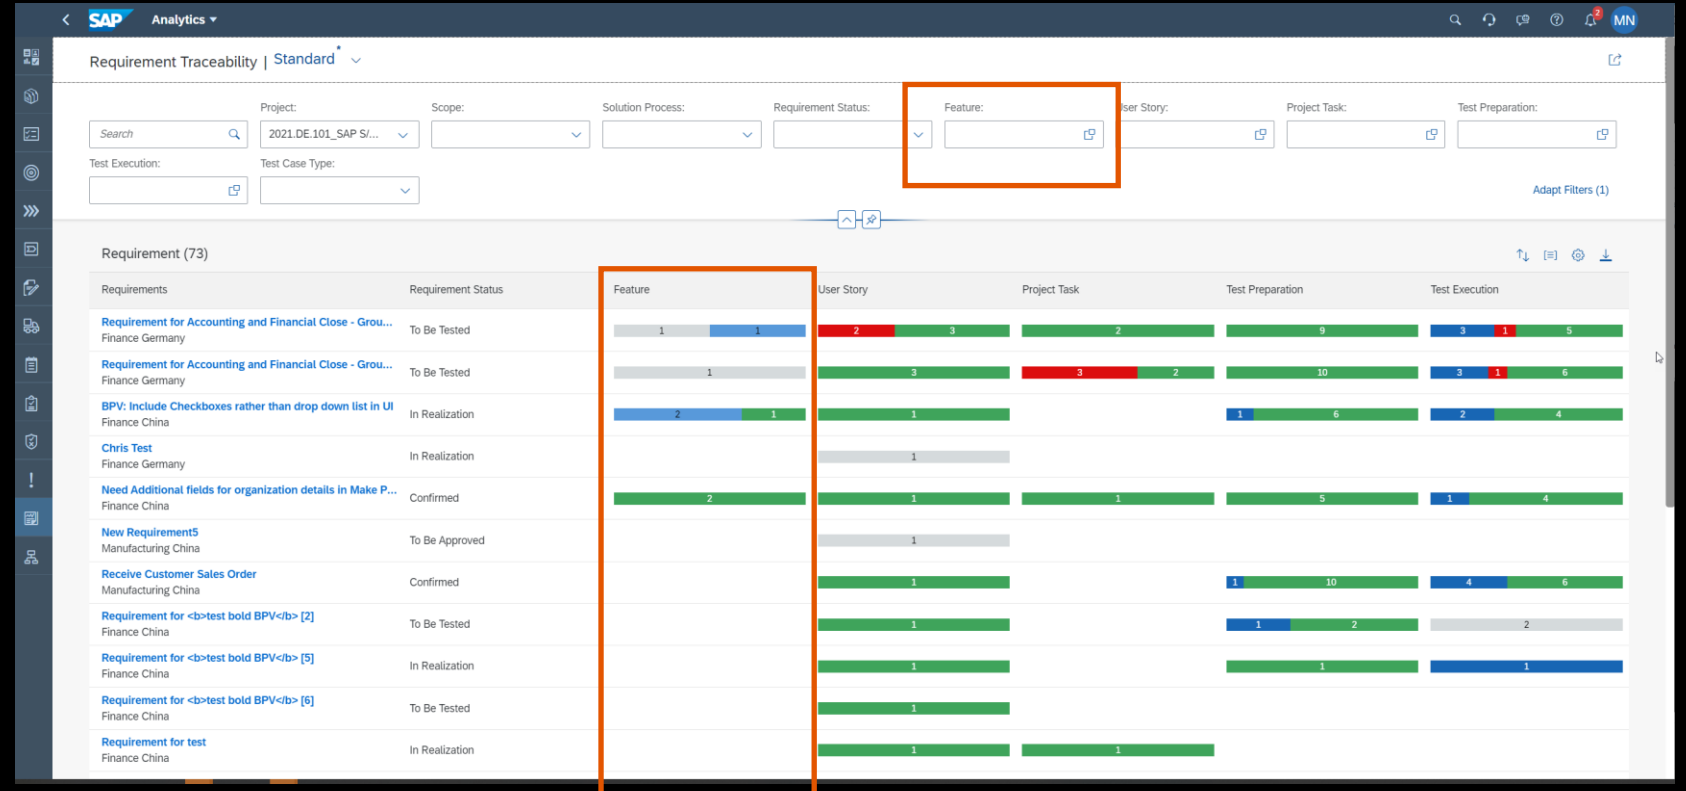 SAP Analytics
2 MN
Requirement Traceability | Standard *
Project: Scope: Solution Process: Requirement Status: Feature: User Story: Project Task: Test Preparation:
Search 2021.DE.101_SAP S/...
Test Execution: Test Case Type:
Adapt Filters (1)
Requirement (73)
Requirements Requirement Status Feature User Story Project Task Test Preparation Test Execution
Requirement for Accounting and Financial Close - Grou...
Finance Germany
To Be Tested 1 1 2 3 2 9 3 1 5
Requirement for Accounting and Financial Close - Grou...
Finance Germany
To Be Tested 1 3 3 2 10 3 1 6
BPV: Include Checkboxes rather than drop down list in UI
Finance China
In Realization 2 1 1 1 6 2 4
Chris Test
Finance Germany
In Realization 1
Need Additional fields for organization details in Make P...
Finance China
Confirmed 2 1 1 5 1 4
New Requirement5
Manufacturing China
To Be Approved 1
Receive Customer Sales Order
Manufacturing China
Confirmed 1 1 10 4 6
Requirement for <b>test bold BPV</b> [2]
Finance China
To Be Tested 1 1 2 2
Requirement for <b>test bold BPV</b> [5]
Finance China
In Realization 1 1 1
Requirement for <b>test bold BPV</b> [6]
Finance China
To Be Tested 1
Requirement for test
Finance China
In Realization 1 1